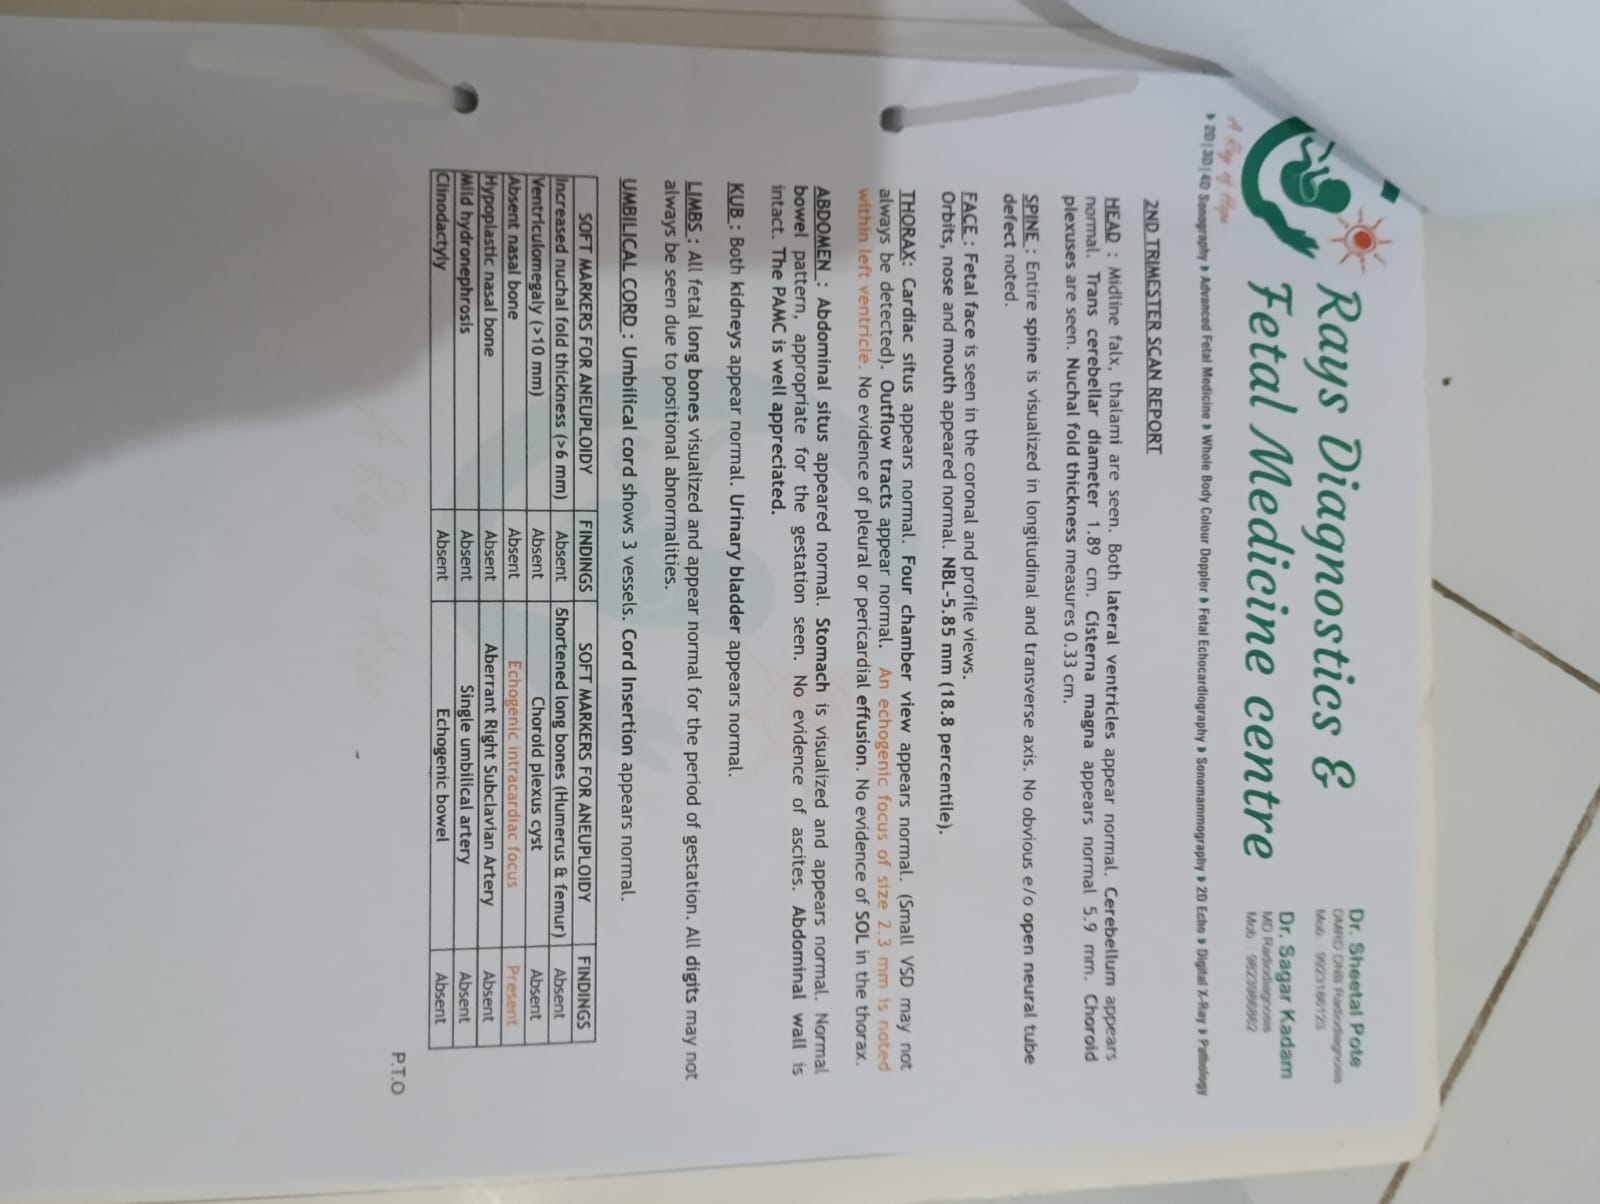 Rays Diagnostics &
Fetal Medicine centre
A Ray of Hope
Dr. Sheetal Pote
DMRD DNB Radiodiagnosis
Mob : 9923186123
Dr. Sagar Kadam
MD Radiodiagnosis
Mob :
2D|3D|4D Sonography Advanced Fetal Medicine Whole Body Colour Doppler Fetal Echocardiography Sonomammography 2D Echo Digital X-Ray Pathology
2ND TRIMESTER SCAN REPORT
HEAD : Midline falx, thalami are seen. Both lateral ventricles appear normal. Cerebellum appears
normal. Trans cerebellar diameter 1.89 cm. Cisterna magna appears normal 5.9 mm. Choroid
plexuses are seen. Nuchal fold thickness measures 0.33 cm.
SPINE : Entire spine is visualized in longitudinal and transverse axis. No obvious e/o open neural tube
defect noted.
FACE : Fetal face is seen in the coronal and profile views.
Orbits, nose and mouth appeared normal. NBL-5.85 mm (18.8 percentile).
THORAX: Cardiac situs appears normal. Four chamber view appears normal. (Small VSD may not
always be detected). Outflow tracts appear normal. An echogenic focus of size 2.3 mm is noted
within left ventricle. No evidence of pleural or pericardial effusion. No evidence of SOL in the thorax.
ABDOMEN : Abdominal situs appeared normal. Stomach is visualized and appears normal. Normal
bowel pattern, appropriate for the gestation seen. No evidence of ascites. Abdominal wall is
intact. The PAMC is well appreciated.
KUB : Both kidneys appear normal. Urinary bladder appears normal.
LIMBS : All fetal long bones visualized and appear normal for the period of gestation. All digits may not
always be seen due to positional abnormalities.
UMBILICAL CORD : Umbilical cord shows 3 vessels. Cord Insertion appears normal.
SOFT MARKERS FOR ANEUPLOIDY FINDINGS SOFT MARKERS FOR ANEUPLOIDY FINDINGS
Increased nuchal fold thickness (>6 mm) Absent Shortened long bones (Humerus & femur) Absent
Ventriculomegaly (>10 mm) Absent Choroid plexus cyst Absent
Absent nasal bone Absent Echogenic intracardiac focus Present
Hypoplastic nasal bone Absent Aberrant Right Subclavian Artery Absent
Mild hydronephrosis Absent Single umbilical artery Absent
Clinodactyly Absent Echogenic bowel Absent
A Ray of Hope
P.T.O